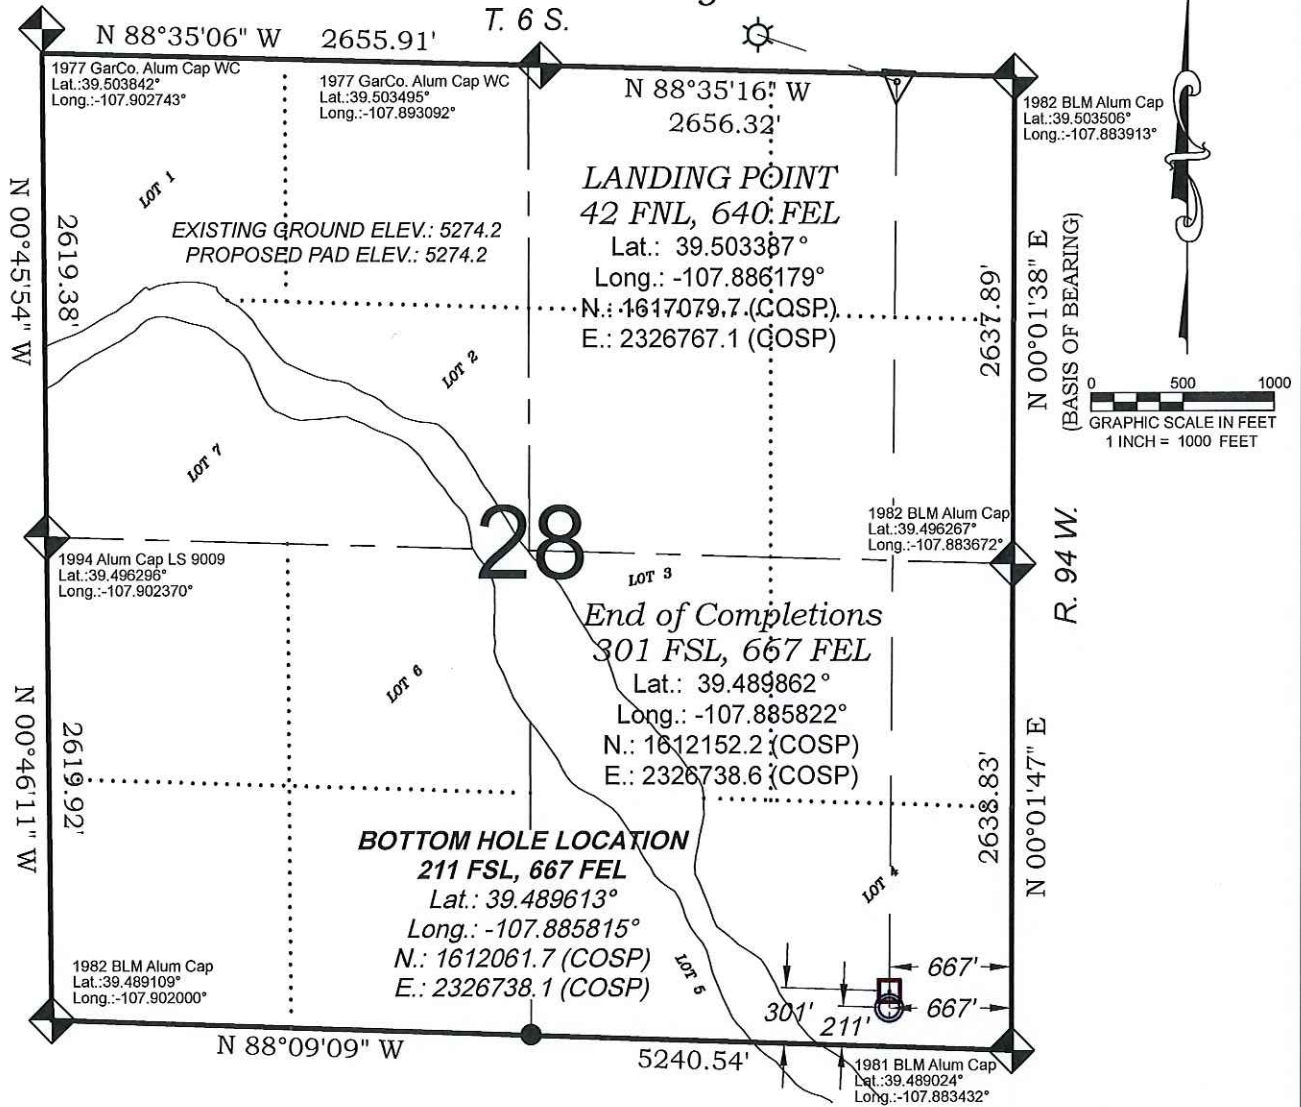 T. 6 S.
N 88°35'06" W 2655.91'
1977 GarCo. Alum Cap WC
Lat.:39.503842°
Long.:-107.902743°
1977 GarCo. Alum Cap WC
Lat.:39.503495°
Long.:-107.893092°
N 88°35'16" W
2656.32'
1982 BLM Alum Cap
Lat.:39.503506°
Long.:-107.883913°
LOT 1
LANDING POINT
42 FNL, 640 FEL
Lat.: 39.503387°
Long.: -107.886179°
N.: 1617079.7 (COSP)
E.: 2326767.1 (COSP)
EXISTING GROUND ELEV.: 5274.2
PROPOSED PAD ELEV.: 5274.2
N 00°45'54" W
2619.38'
2637.89'
N 00°01'38" E
(BASIS OF BEARING)
0 500 1000
GRAPHIC SCALE IN FEET
1 INCH = 1000 FEET
LOT 2
LOT 7
28
1982 BLM Alum Cap
Lat.:39.496267°
Long.:-107.883672°
R. 94 W.
1994 Alum Cap LS 9009
Lat.:39.496296°
Long.:-107.902370°
LOT 3
End of Completions
301 FSL, 667 FEL
Lat.: 39.489862°
Long.: -107.885822°
N.: 1612152.2 (COSP)
E.: 2326738.6 (COSP)
LOT 6
N 00°46'11" W
2619.92'
2638.83'
N 00°01'47" E
BOTTOM HOLE LOCATION
211 FSL, 667 FEL
Lat.: 39.489613°
Long.: -107.885815°
N.: 1612061.7 (COSP)
E.: 2326738.1 (COSP)
LOT 4
LOT 5
1982 BLM Alum Cap
Lat.:39.489109°
Long.:-107.902000°
667'
667'
301'
211'
N 88°09'09" W
5240.54'
1981 BLM Alum Cap
Lat.:39.489024°
Long.:-107.883432°